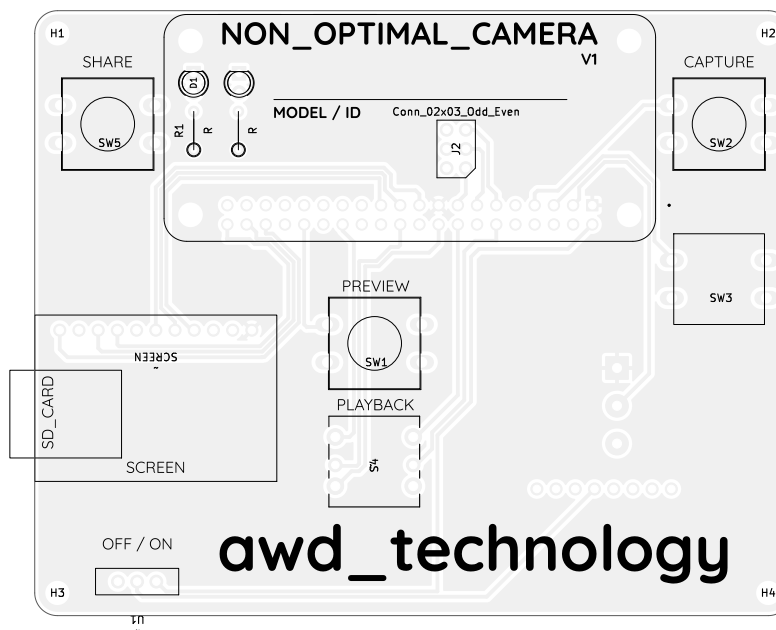 NON_OPTIMAL_CAMERA
V1
H1
H2
SHARE
CAPTURE
D1
MODEL / ID
Conn_02x03_Odd_Even
R1
R
R
J2
SW5
SW2
PREVIEW
SW3
SCREEN
~
SW1
SD_CARD
PLAYBACK
SCREEN
S4
awd_technology
OFF / ON
H3
H4
U1